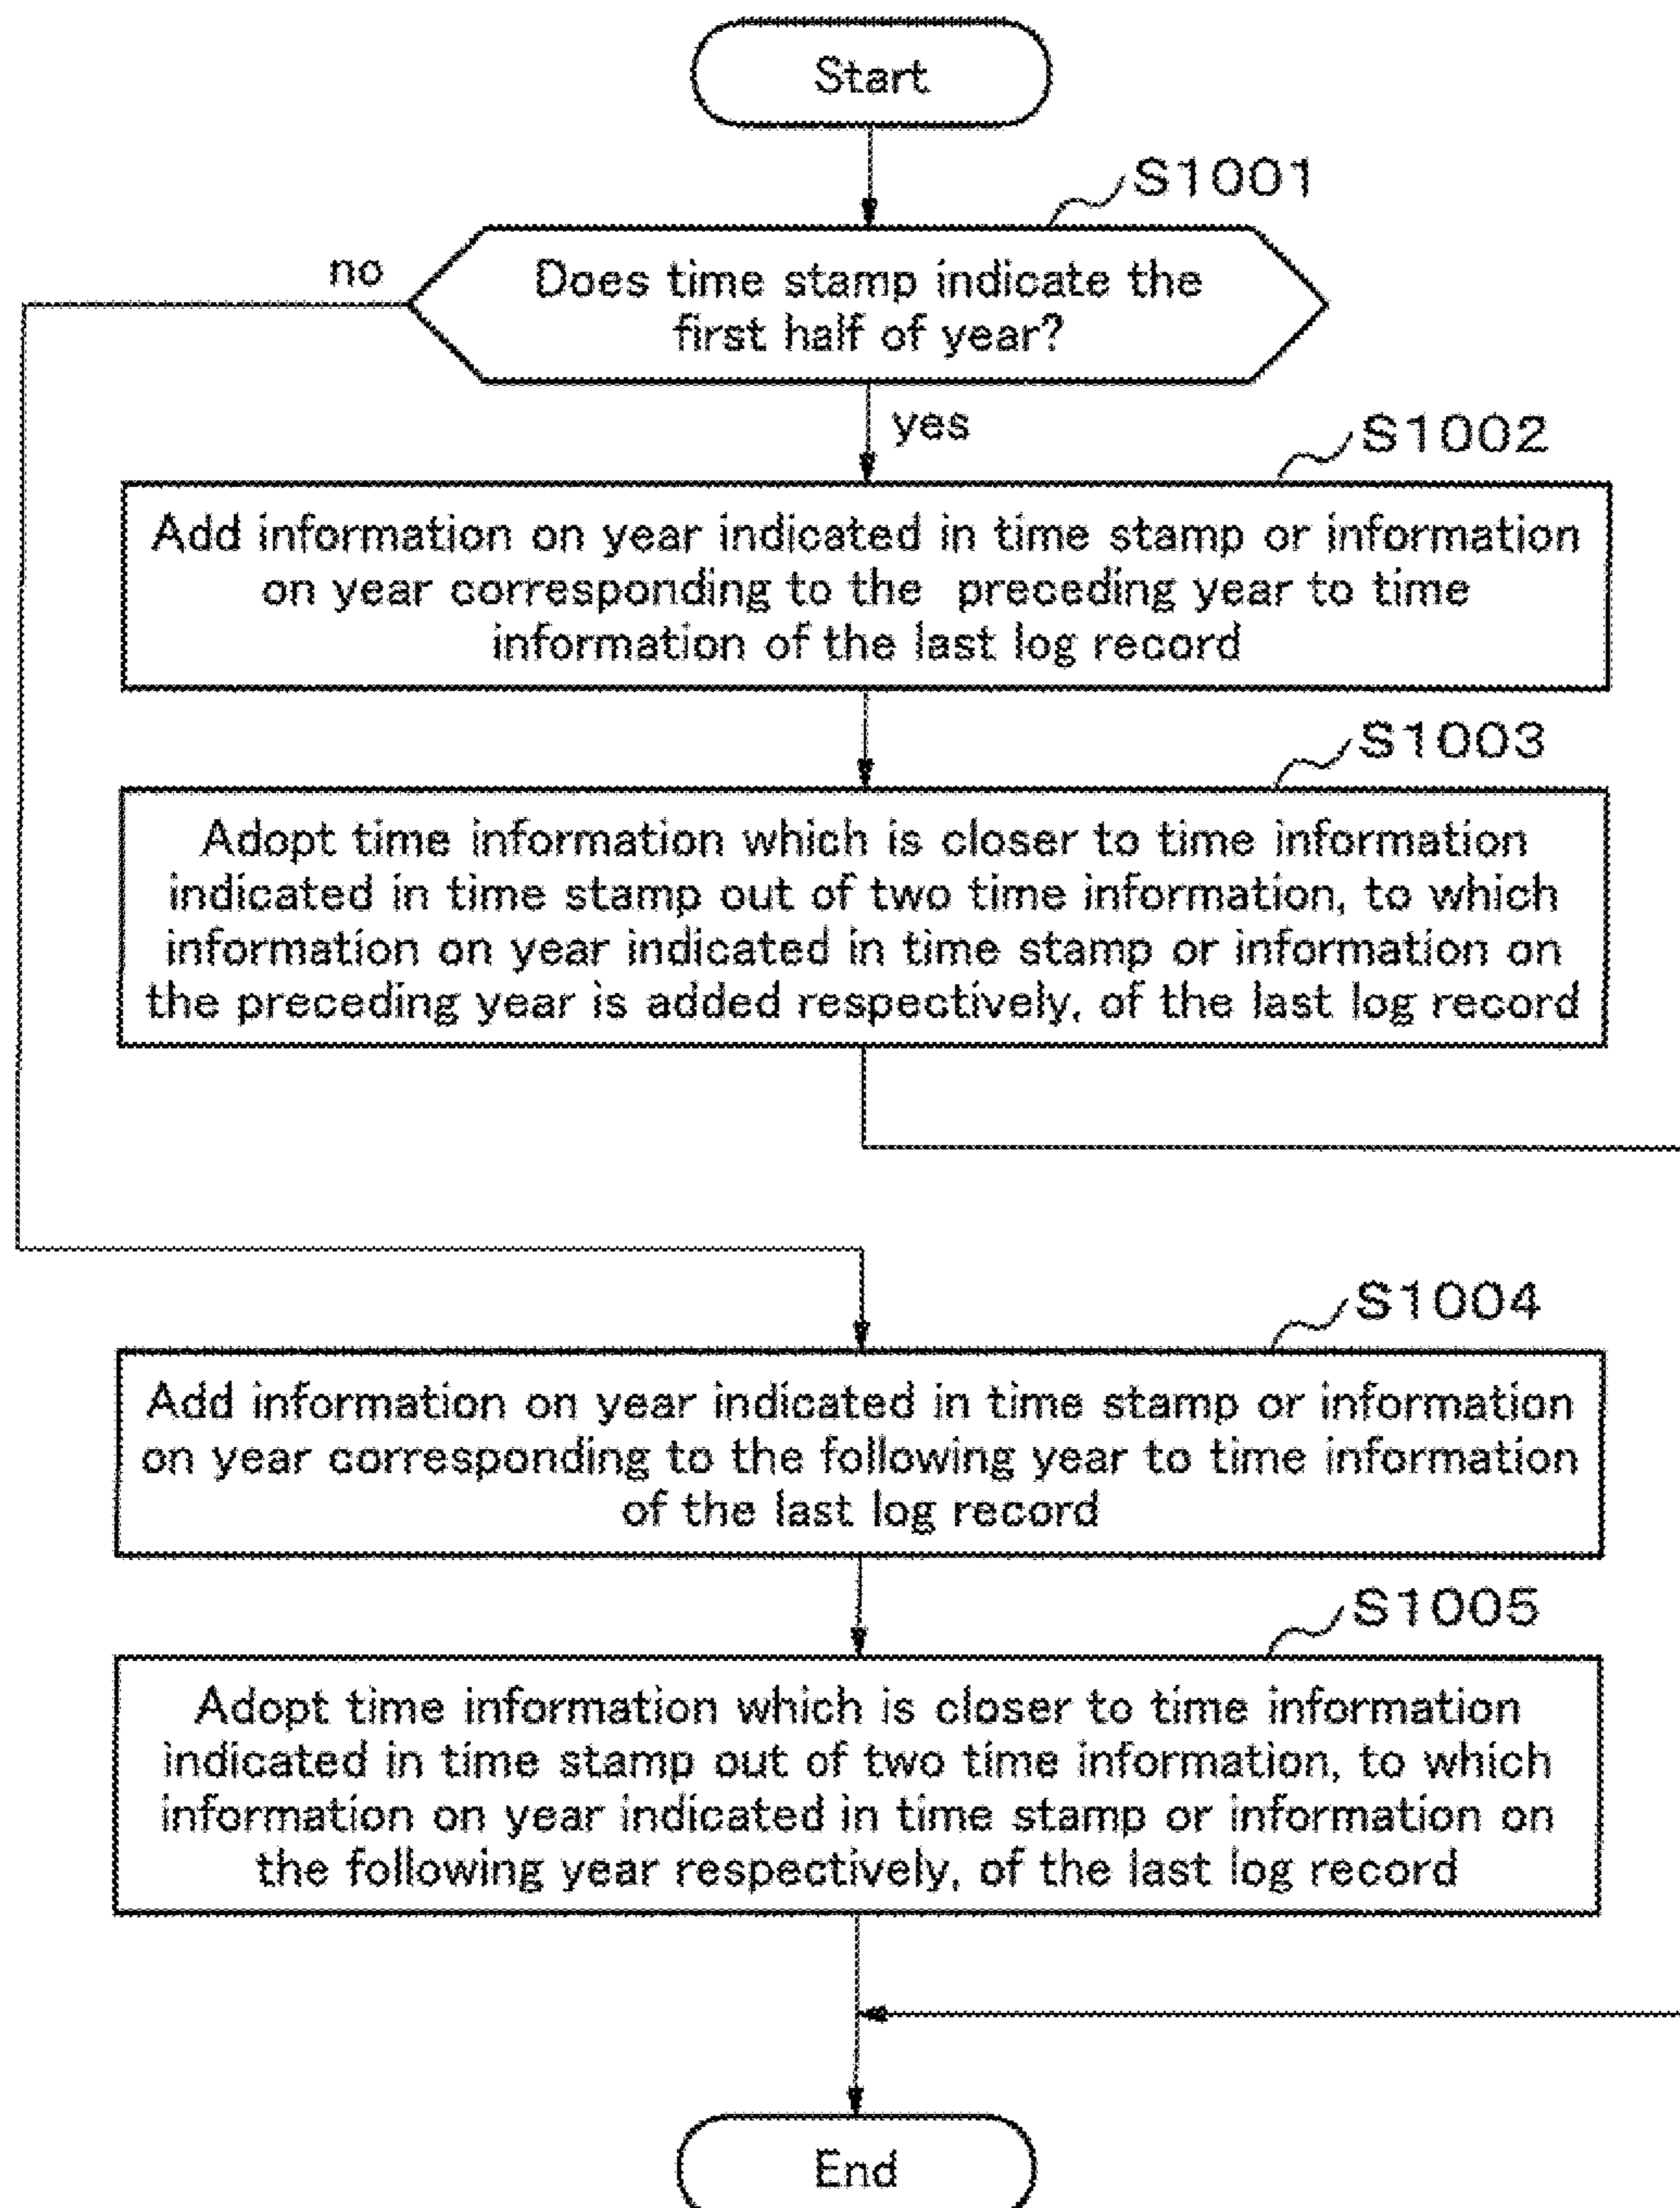 Start
S1001
no
Does time stamp indicate the
first half of year?
yes
S1002
Add information on year indicated in time stamp or information
on year corresponding to the preceding year to time
information of the last log record
S1003
Adopt time information which is closer to time information
indicated in time stamp out of two time information, to which
information on year indicated in time stamp or information on
the preceding year is added respectively, of the last log record
S1004
Add information on year indicated in time stamp or information
on year corresponding to the following year to time information
of the last log record
S1005
Adopt time information which is closer to time information
indicated in time stamp out of two time information, to which
information on year indicated in time stamp or information on
the following year respectively, of the last log record
End